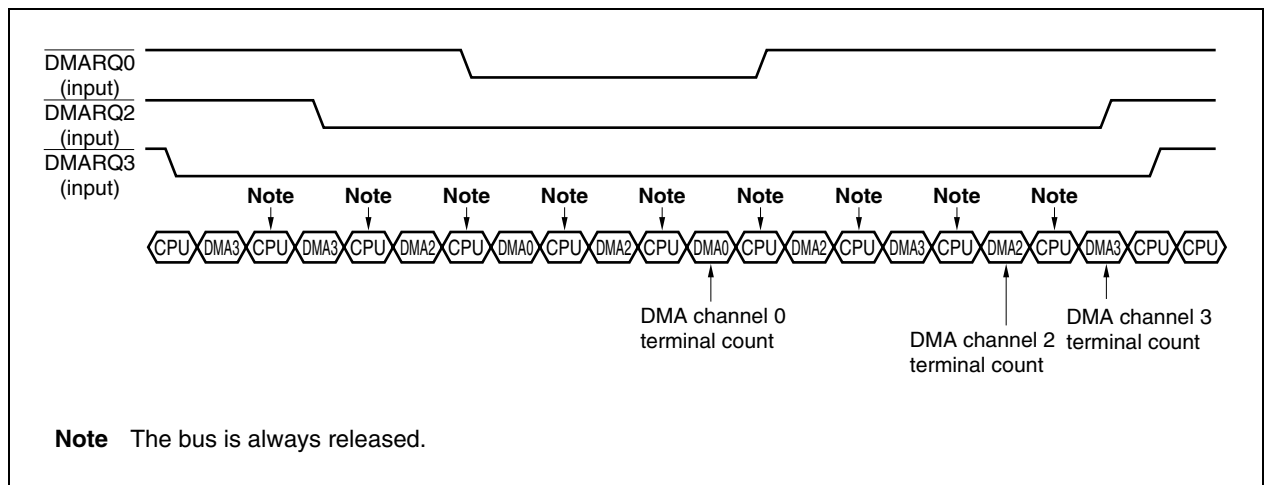 DMARQ0
(input)
DMARQ2
(input)
DMARQ3
(input)
Note Note Note Note Note Note Note Note Note
CPU DMA3 CPU DMA3 CPU DMA2 CPU DMA0 CPU DMA2 CPU DMA0 CPU DMA2 CPU DMA3 CPU DMA2 CPU DMA3 CPU CPU
DMA channel 0
terminal count
DMA channel 2
terminal count
DMA channel 3
terminal count
Note The bus is always released.